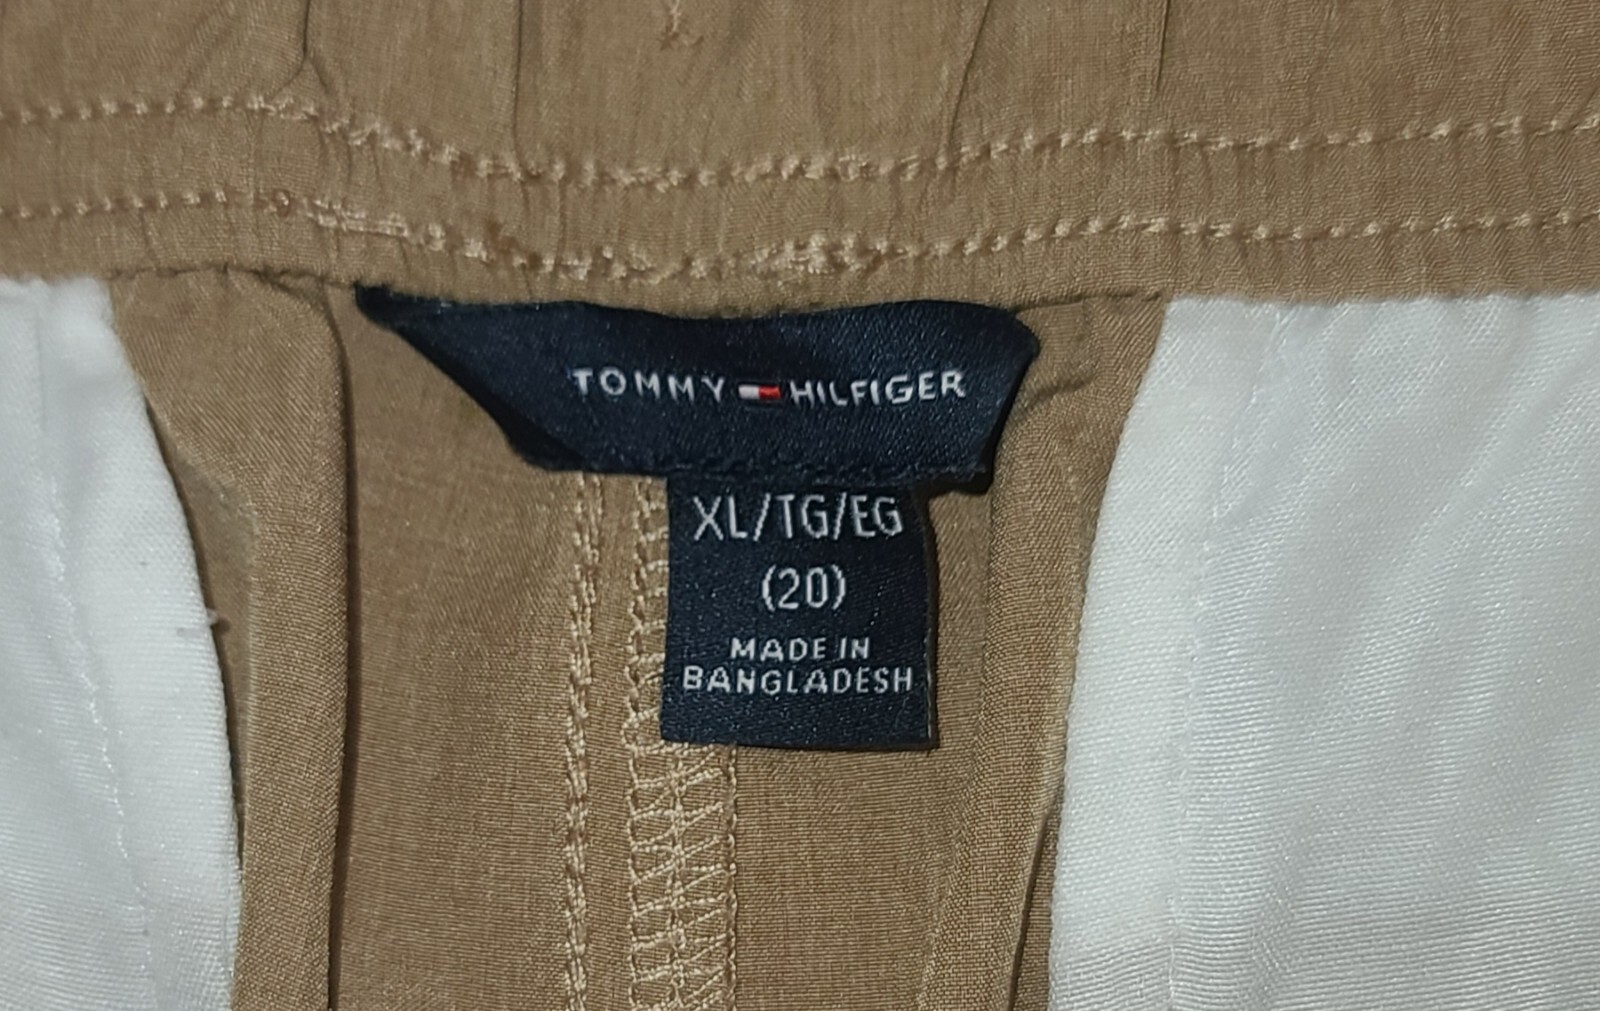 TOMMY HILFIGER
XL/TG/EG
(20)
MADE IN
BANGLADESH